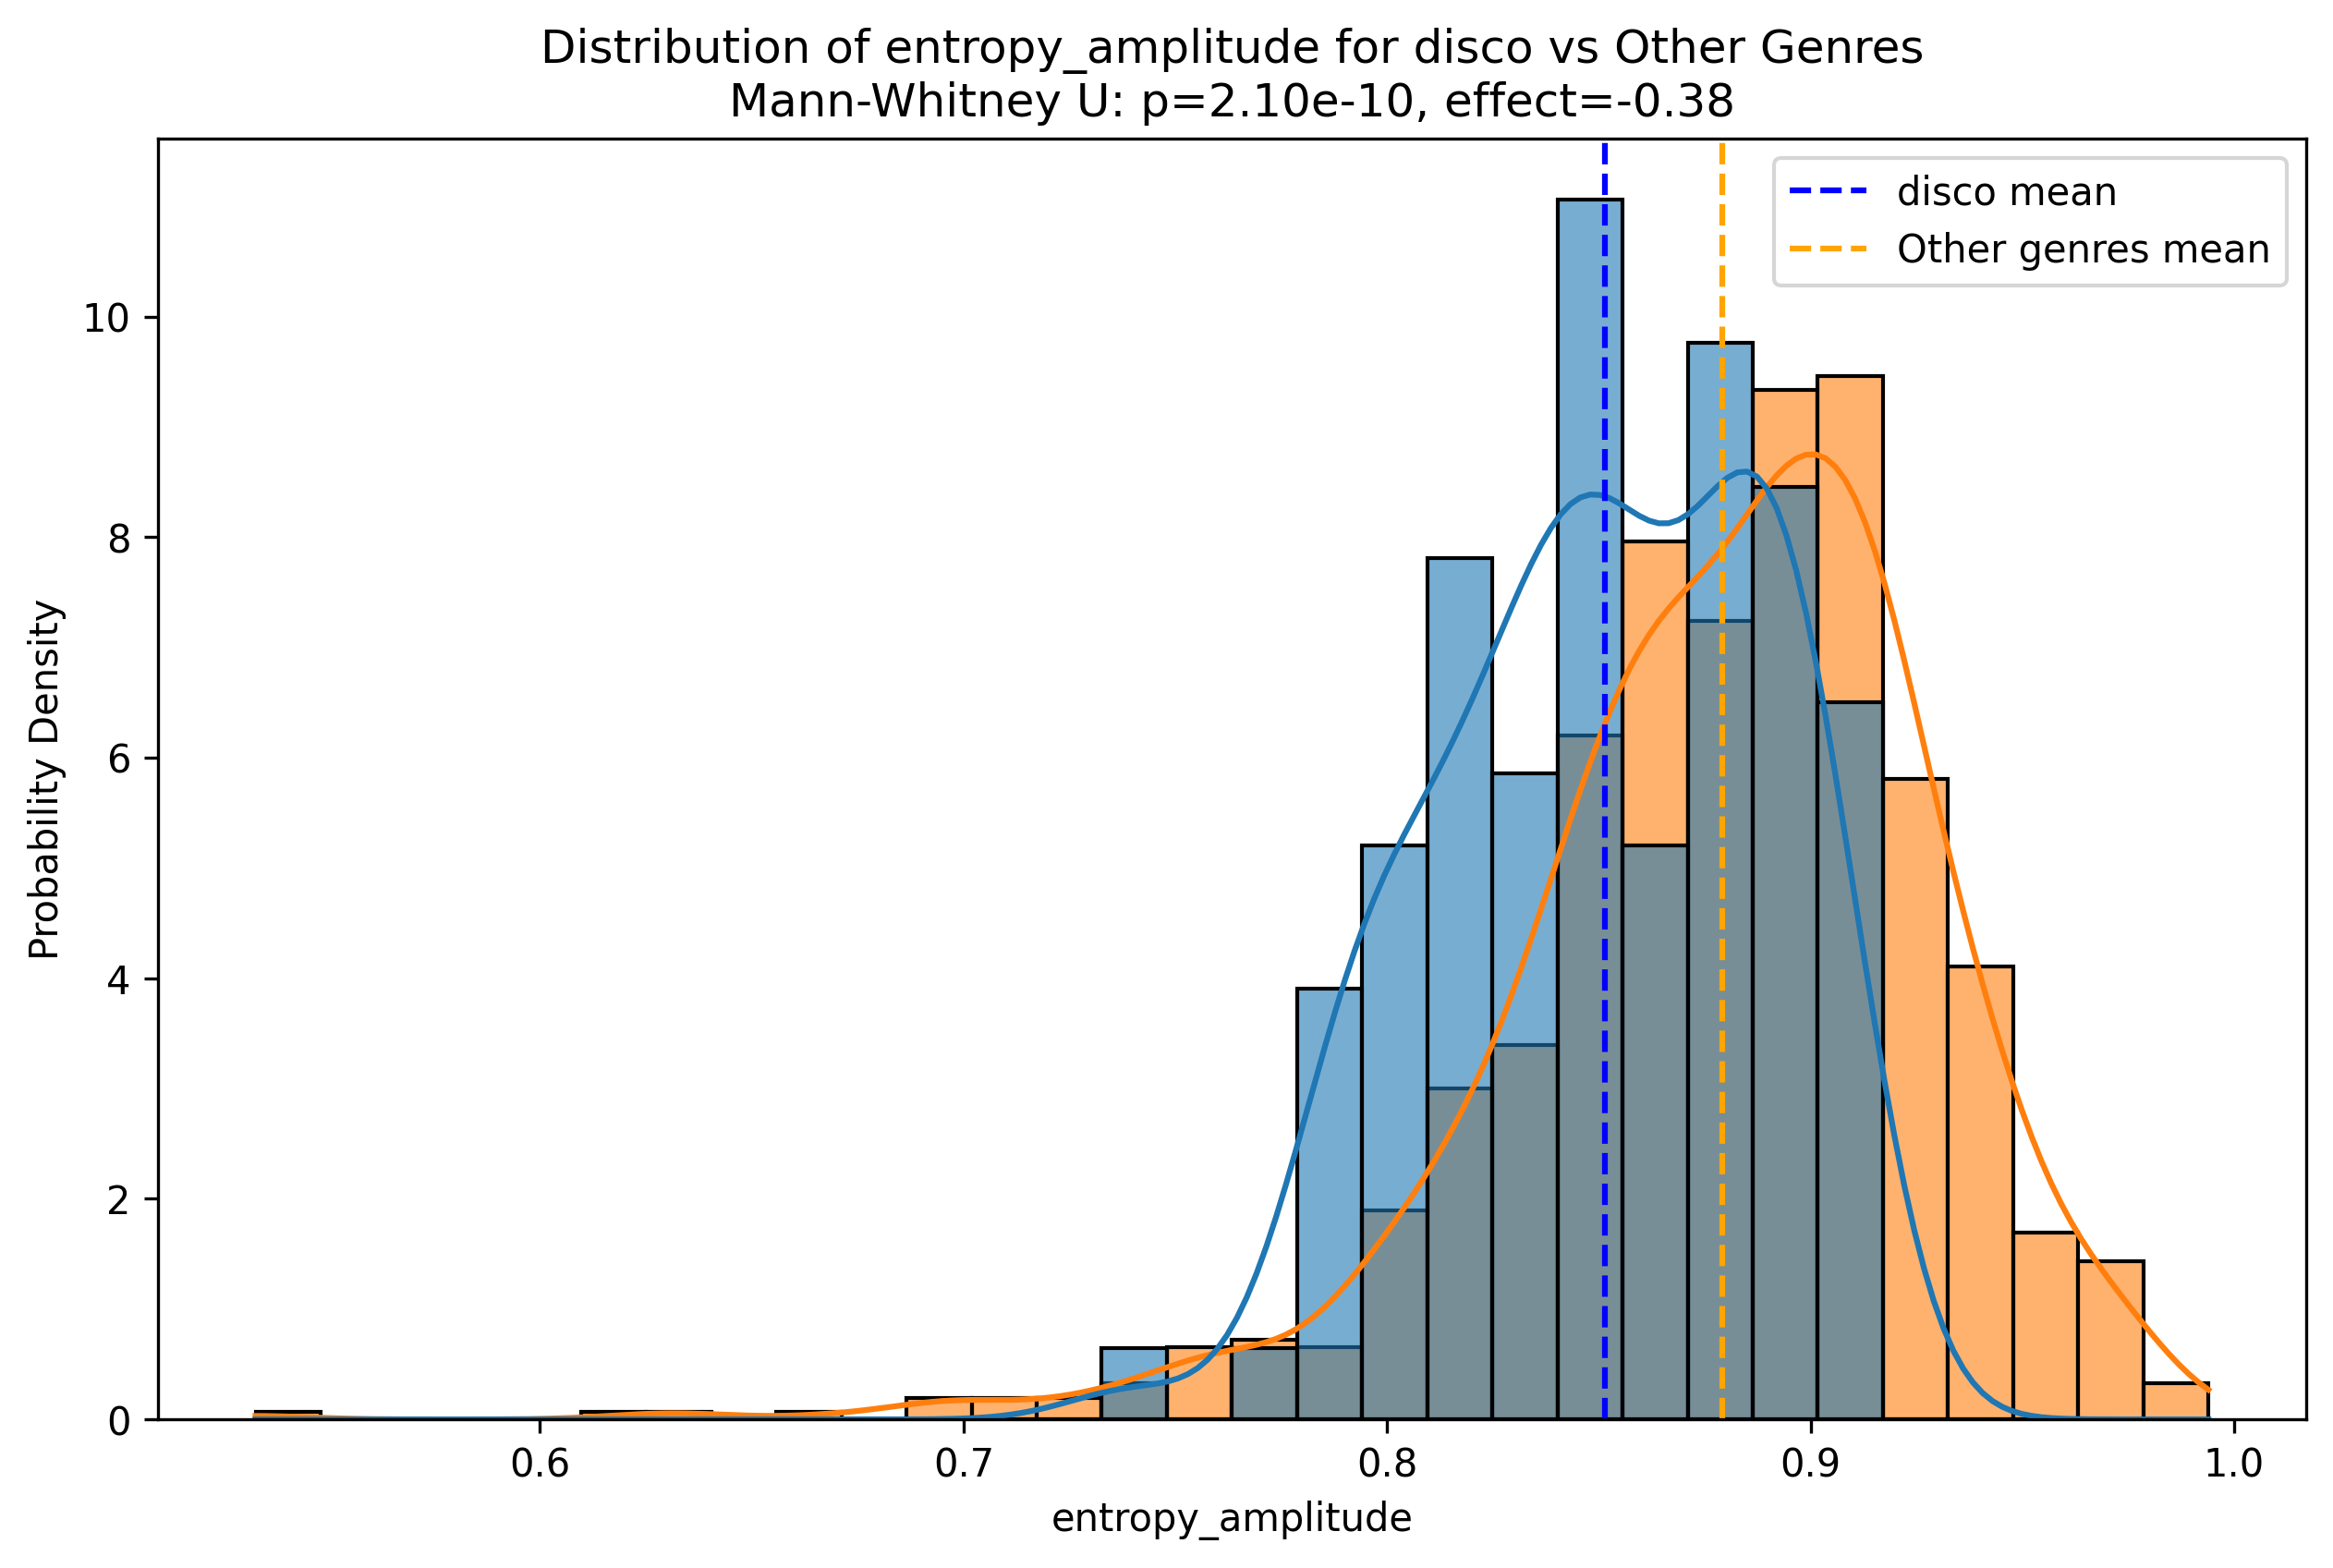 Distribution of entropy_amplitude for disco vs Other Genres
Mann-Whitney U: p=2.10e-10, effect=-0.38
disco mean
Other genres mean
Probability Density
10
8
6
4
2
0
0.6 0.7 0.8 0.9 1.0
entropy_amplitude